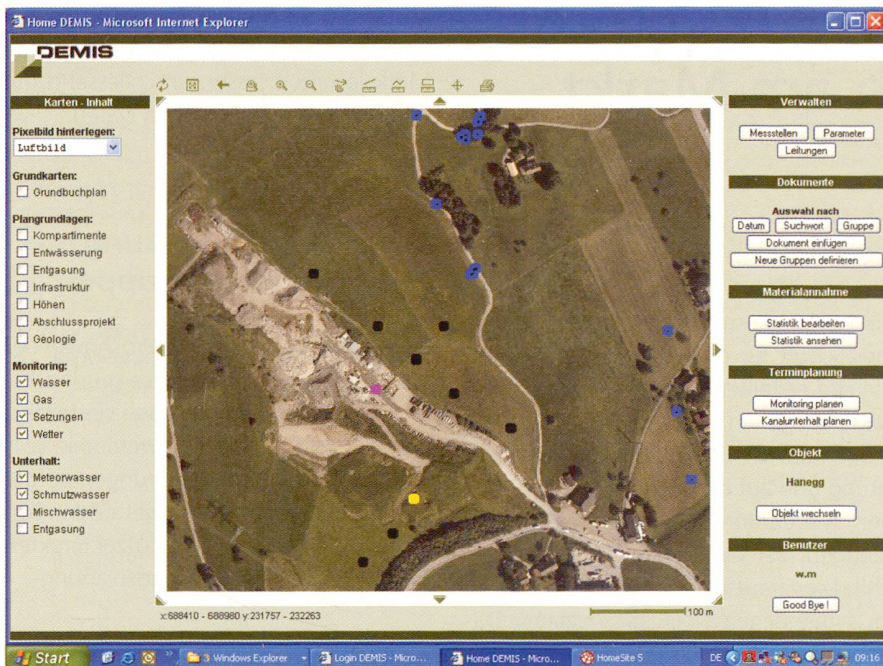 Home DEMIS - Microsoft Internet Explorer
DEMIS
Karten - Inhalt
Pixelbild hinterlegen:
Luftbild
Grundkarten:
Grundbuchplan
Plangrundlagen:
Kompartimente
Entwässerung
Entgasung
Infrastruktur
Höhen
Abschlussprojekt
Geologie
Monitoring:
Wasser
Gas
Setzungen
Wetter
Unterhalt:
Meteorwasser
Schmutzwasser
Mischwasser
Entgasung
x:688410 - 688980 y:231757 - 232263
100 m
Verwalten
Messstellen Parameter
Leitungen
Dokumente
Auswahl nach
Datum Suchwort Gruppe
Dokument einfügen
Neue Gruppen definieren
Materialannahme
Statistik bearbeiten
Statistik ansehen
Terminplanung
Monitoring planen
Kanalunterhalt planen
Objekt
Hanegg
Objekt wechseln
Benutzer
w.m
Good Bye !
Start » 3 Windows Explorer Login DEMIS - Micro... Home DEMIS - Micro... HomeSite 5 DE 09:16